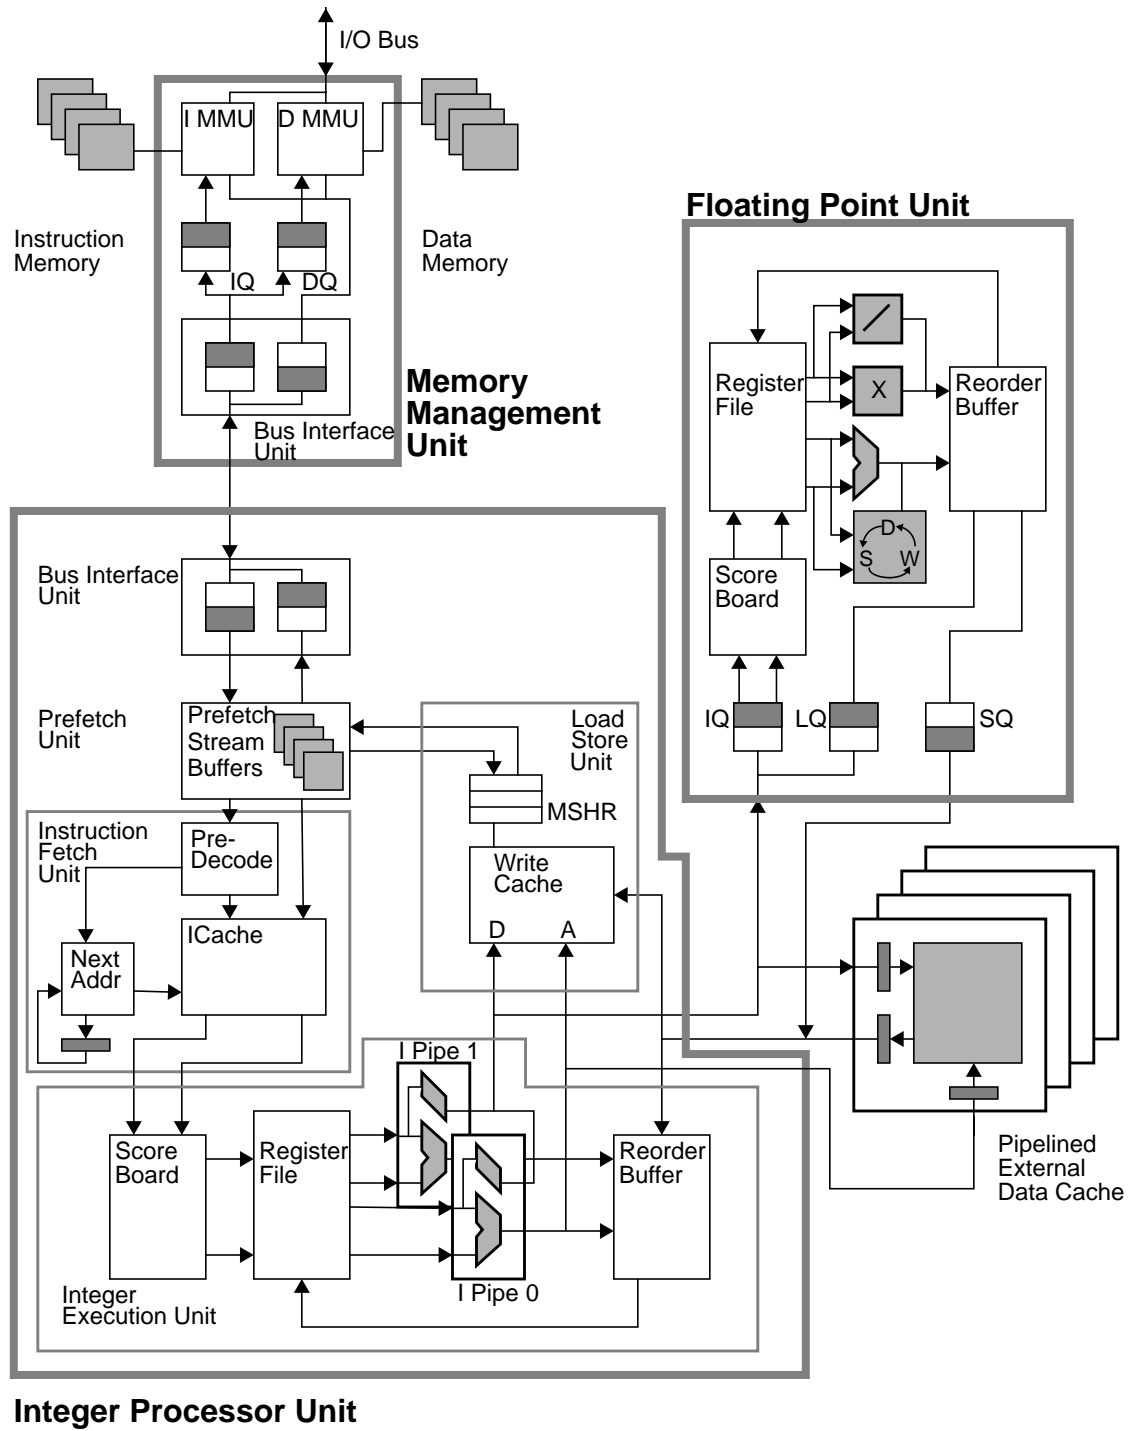 I/O Bus
I MMU
D MMU
Instruction
Memory
Data
Memory
IQ
DQ
Bus Interface
Unit
Memory
Management
Unit
Floating Point Unit
Register
File
X
Reorder
Buffer
D
S
W
Score
Board
IQ
LQ
SQ
Bus Interface
Unit
Prefetch
Unit
Prefetch
Stream
Buffers
Load
Store
Unit
MSHR
Instruction
Fetch
Unit
Pre-
Decode
Write
Cache
D
A
ICache
Next
Addr
I Pipe 1
Score
Board
Register
File
Reorder
Buffer
I Pipe 0
Integer
Execution Unit
Pipelined
External
Data Cache
Integer Processor Unit